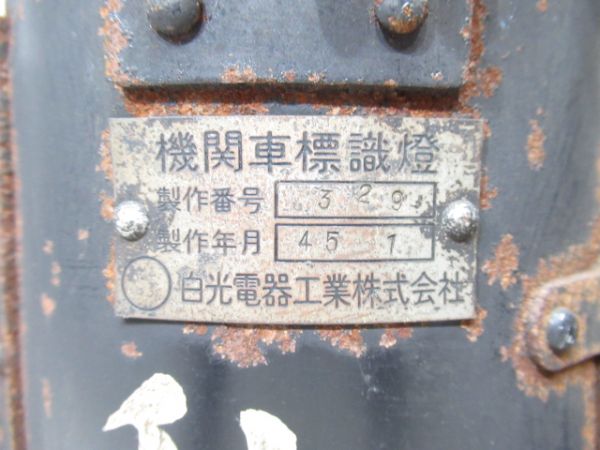 機関車標識燈
製作番号 329
製作年月 45 1
白光電器工業株式会社